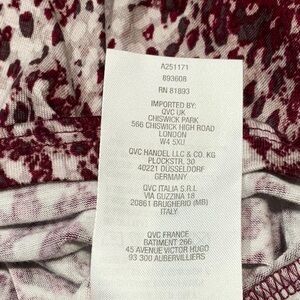 A251171
693608
RN 81893
IMPORTED BY:
QVC UK
CHISWICK PARK
566 CHISWICK HIGH ROAD
LONDON
W4 5XU
QVC HANDEL LLC & CO. KG
PLOCKSTR. 30
40221 DÜSSELDORF
GERMANY
QVC ITALIA S.R.L
VIA GUZZINA 18
20861 BRUGHERIO (MB)
ITALY
QVC FRANCE
BATIMENT 266
45 AVENUE VICTOR HUGO
93 300 AUBERVILLIERS